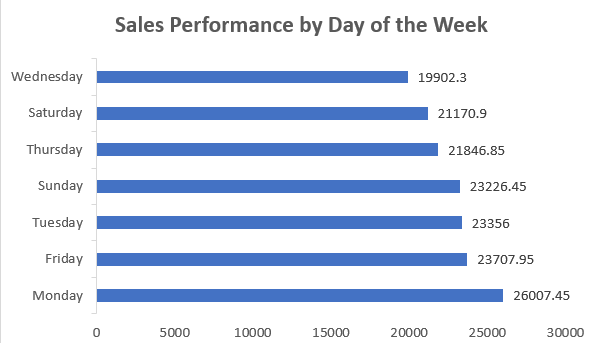 Sales Performance by Day of the Week
Wednesday 19902.3
Saturday 21170.9
Thursday 21846.85
Sunday 23226.45
Tuesday 23356
Friday 23707.95
Monday 26007.45
0 5000 10000 15000 20000 25000 30000